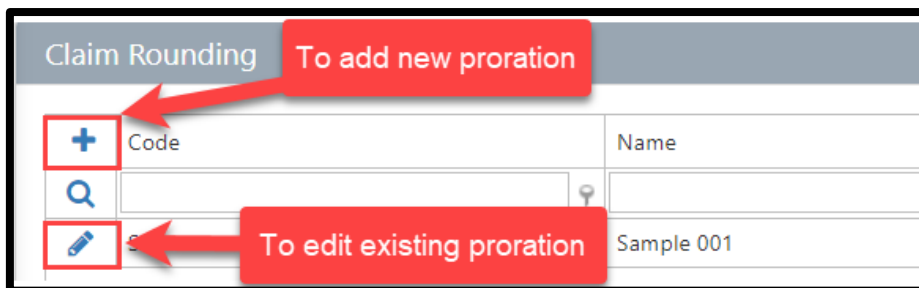 Claim Rounding
To add new proration
Code
Name
To edit existing proration
Sample 001